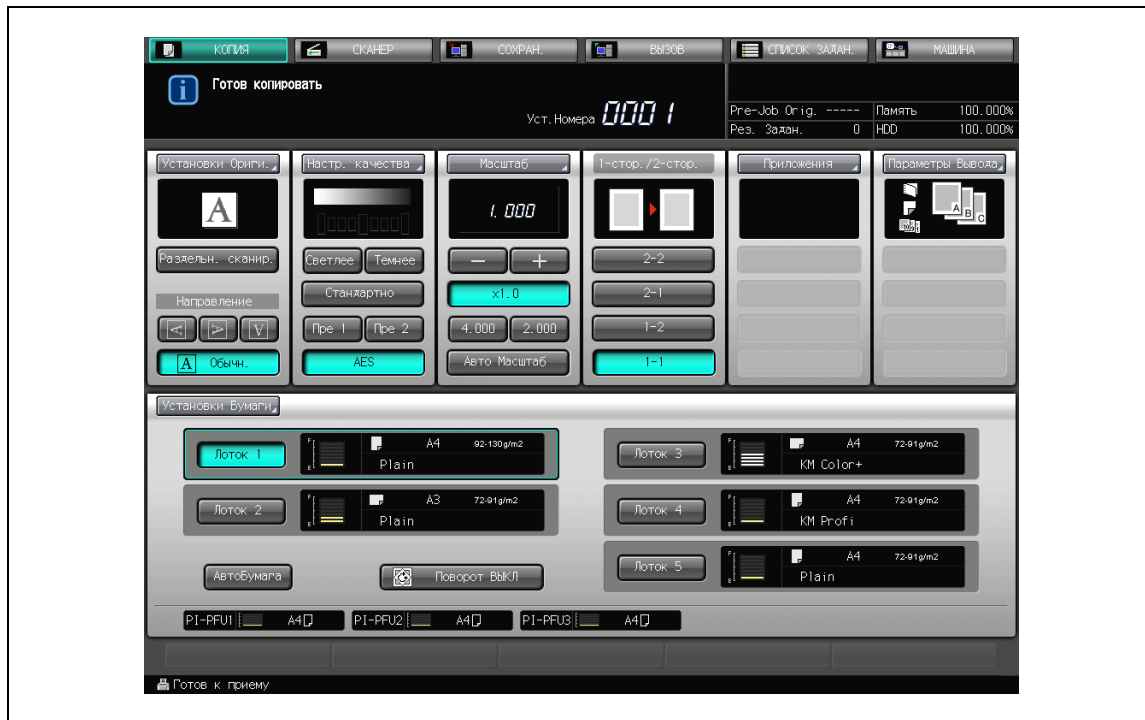 КОПИЯ СКАНЕР СОХРАН. ВЫЗОВ СПИСОК ЗАДАН. МАШИНА
Готов копировать
Уст.Номера 0001
Pre-Job Orig. ----- Память 100.000%
Рез. Задан. 0 HDD 100.000%
Установки Ориги. Настр. качества Масштаб 1-стор./2-стор. Приложения Параметры Вывода
A 1.000 A B C
Раздельн. сканир. Светлее Темнее − + 2-2
Направление Стандартно x1.0 2-1
A A A Пре 1 Пре 2 4.000 2.000 1-2
A Обычн. AES Авто Масштаб 1-1
Установки Бумаги
Лоток 1 F E A4 92-130g/m2
Plain
Лоток 2 F E A3 72-91g/m2
Plain
Лоток 3 F E A4 72-91g/m2
KM Color+
Лоток 4 F E A4 72-91g/m2
KM Profi
Лоток 5 F E A4 72-91g/m2
Plain
АвтоБумага Поворот ВЫКЛ
PI-PFU1 A4 PI-PFU2 A4 PI-PFU3 A4
Готов к приему